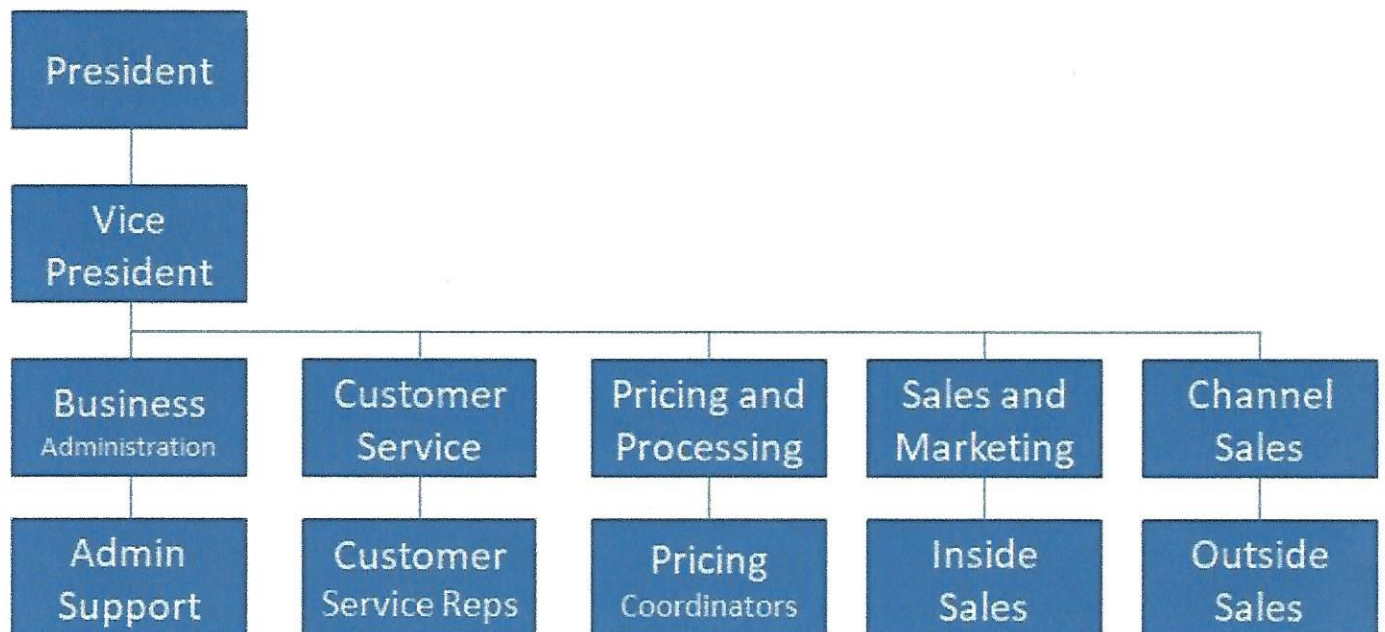 President
Vice
President
Business
Administration
Customer
Service
Pricing and
Processing
Sales and
Marketing
Channel
Sales
Admin
Support
Customer
Service Reps
Pricing
Coordinators
Inside
Sales
Outside
Sales